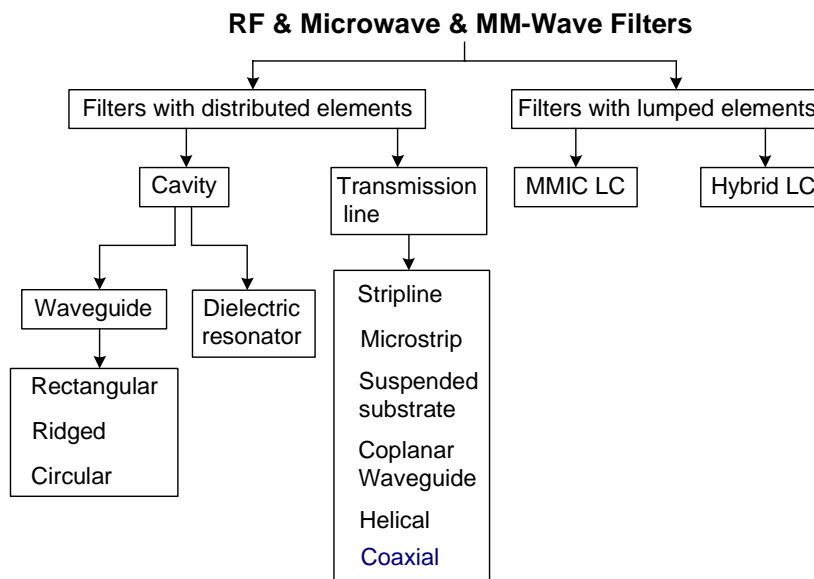 RF & Microwave & MM-Wave Filters
Filters with distributed elements
Filters with lumped elements
Cavity
Transmission
line
MMIC LC
Hybrid LC
Waveguide
Dielectric
resonator
Stripline
Microstrip
Suspended
substrate
Coplanar
Waveguide
Helical
Coaxial
Rectangular
Ridged
Circular